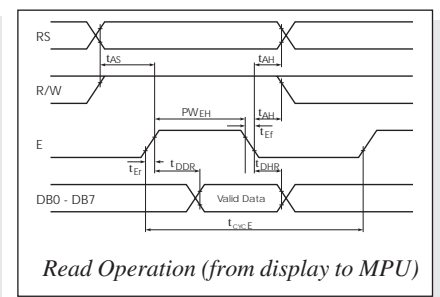 RS
tAS
tAH
R/W
PWEH
tAH
tEf
E
tEr
tDDR
tDHR
DB0 - DB7
Valid Data
tCYCE
Read Operation (from display to MPU)